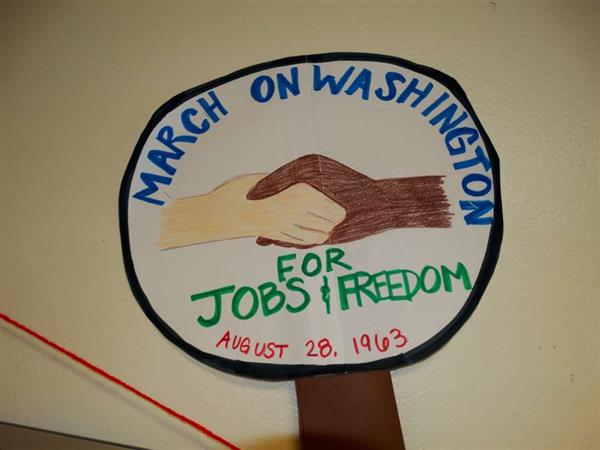 MARCH ON WASHINGTON
FOR
JOBS & FREEDOM
AUGUST 28, 1963